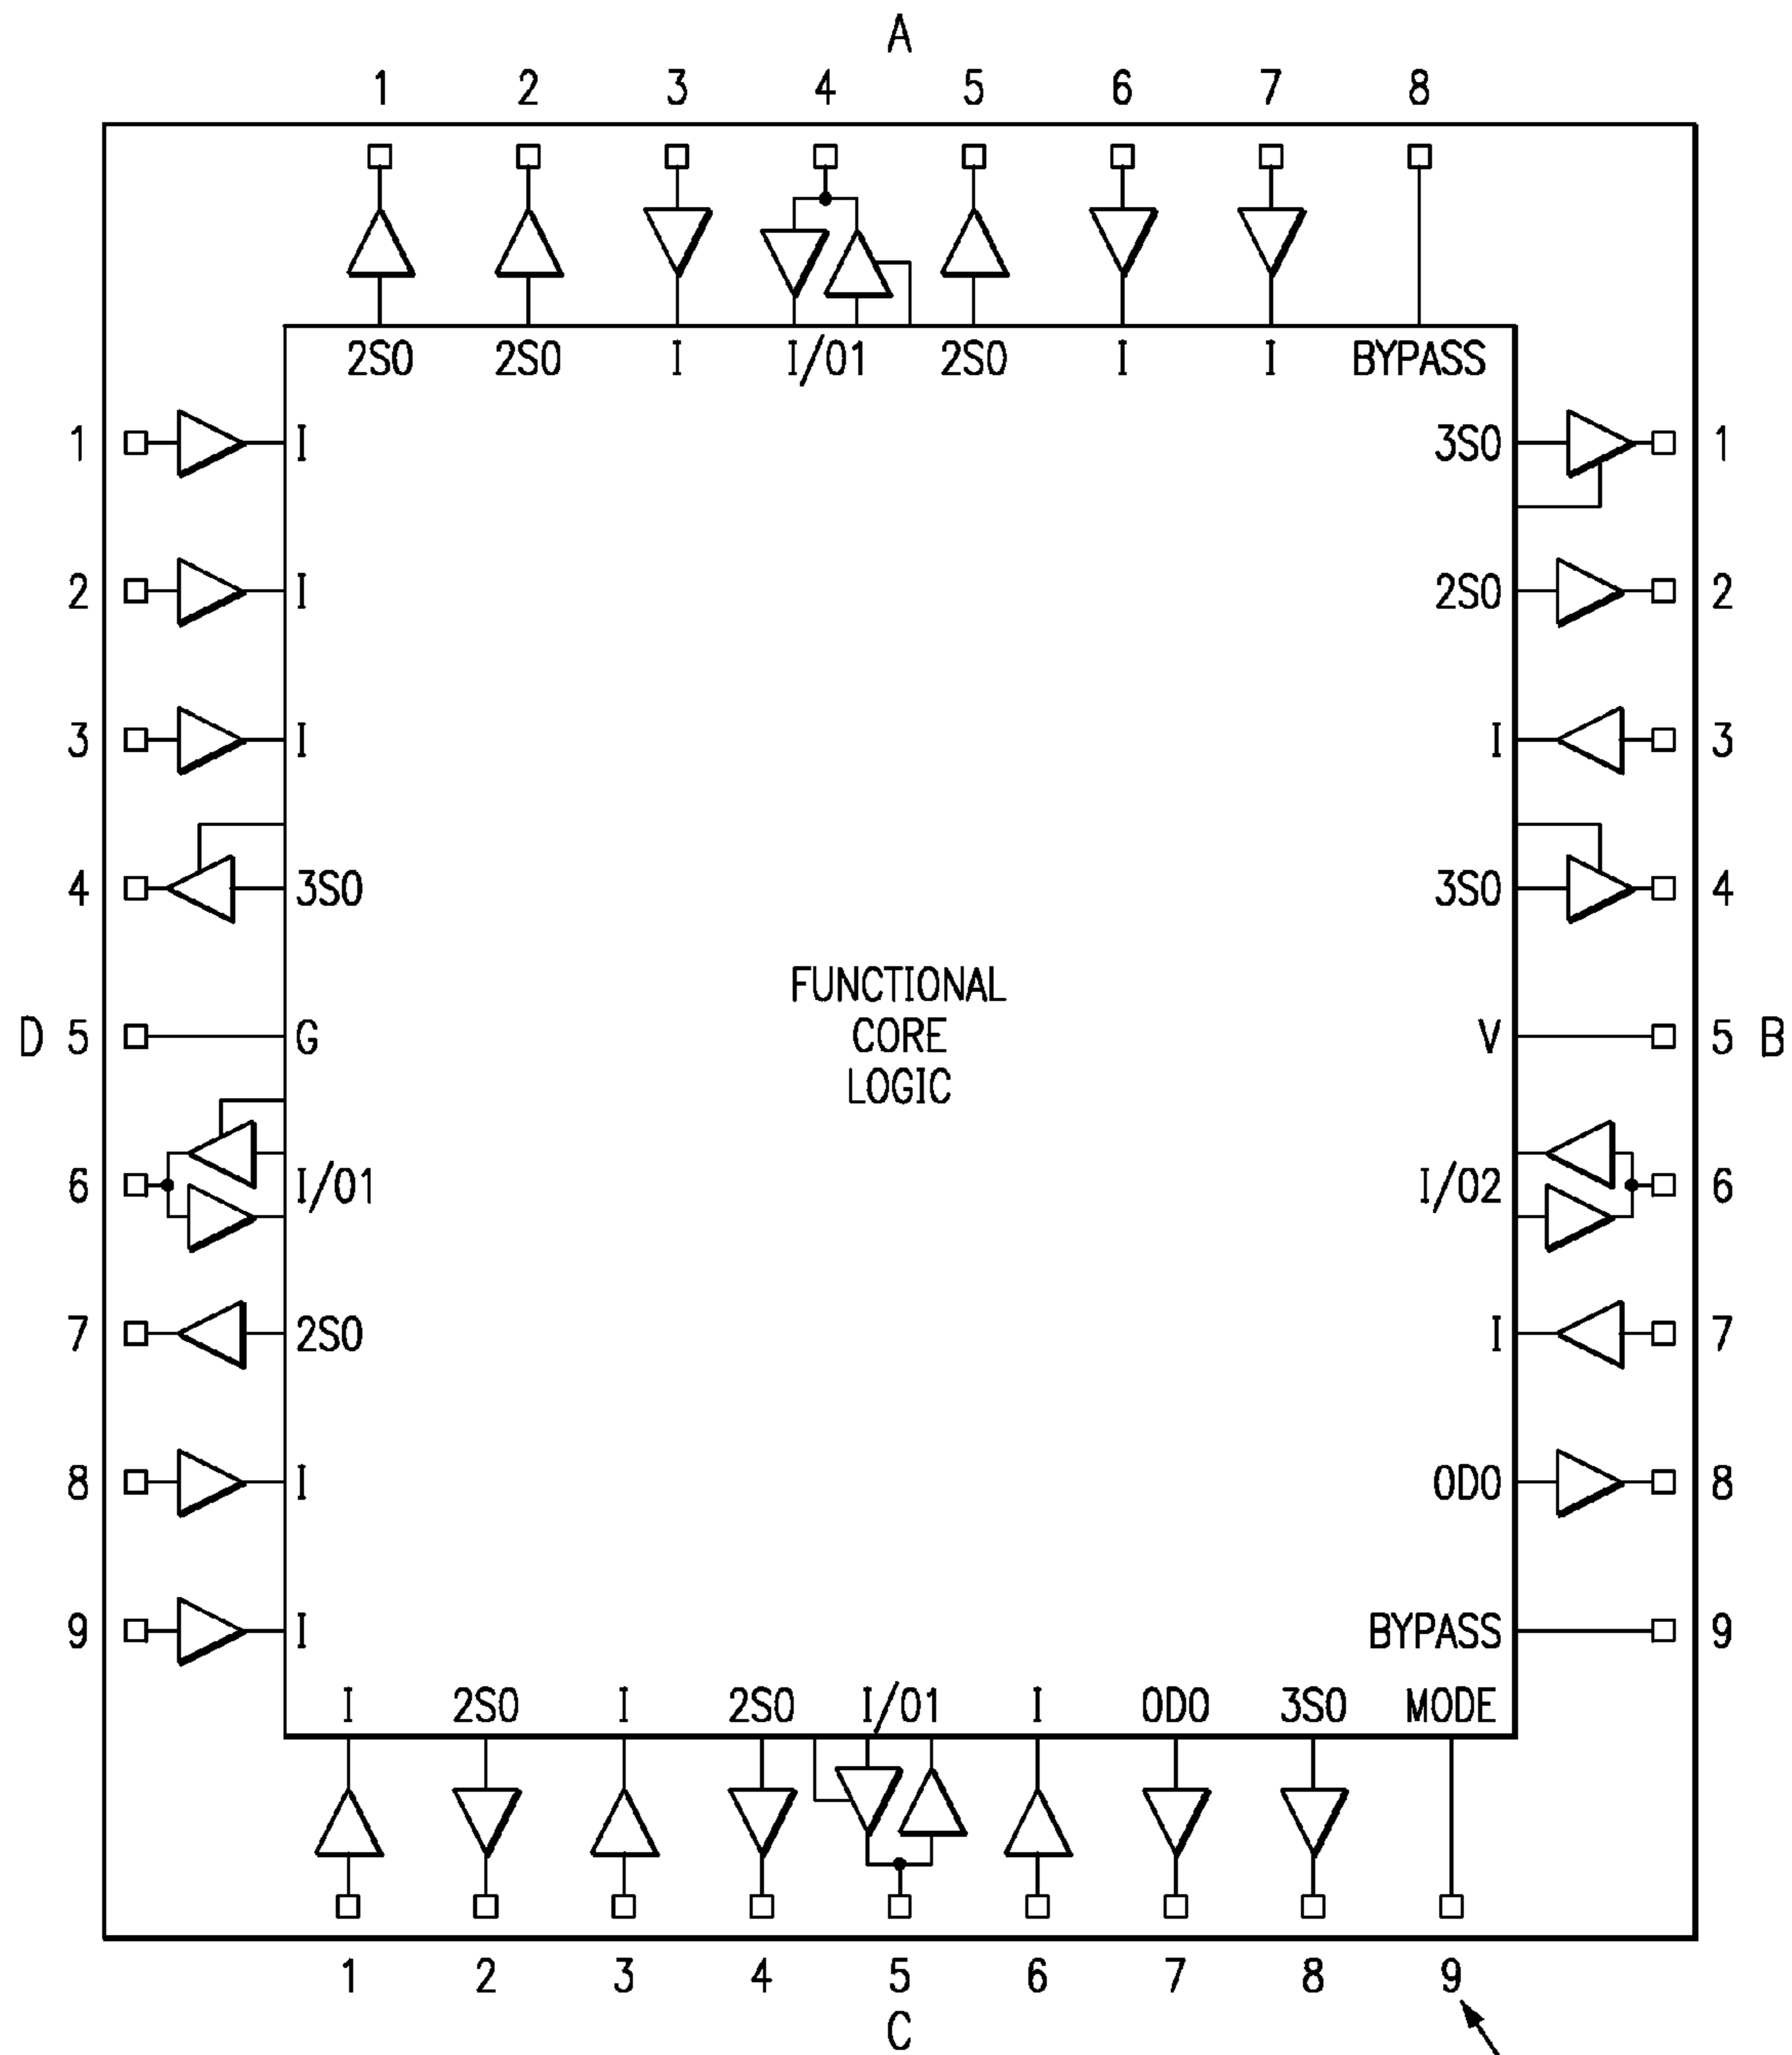 A
1 2 3 4 5 6 7 8
2SO 2SO I I/O1 2SO I I BYPASS
1 I 3SO 1
2 I 2SO 2
3 I I 3
4 3SO 3SO 4
FUNCTIONAL
D 5 G CORE V 5 B
LOGIC
6 I/O1 I/O2 6
7 2SO I 7
8 I ODO 8
9 I BYPASS 9
I 2SO I 2SO I/O1 I ODO 3SO MODE
1 2 3 4 5 6 7 8 9
C